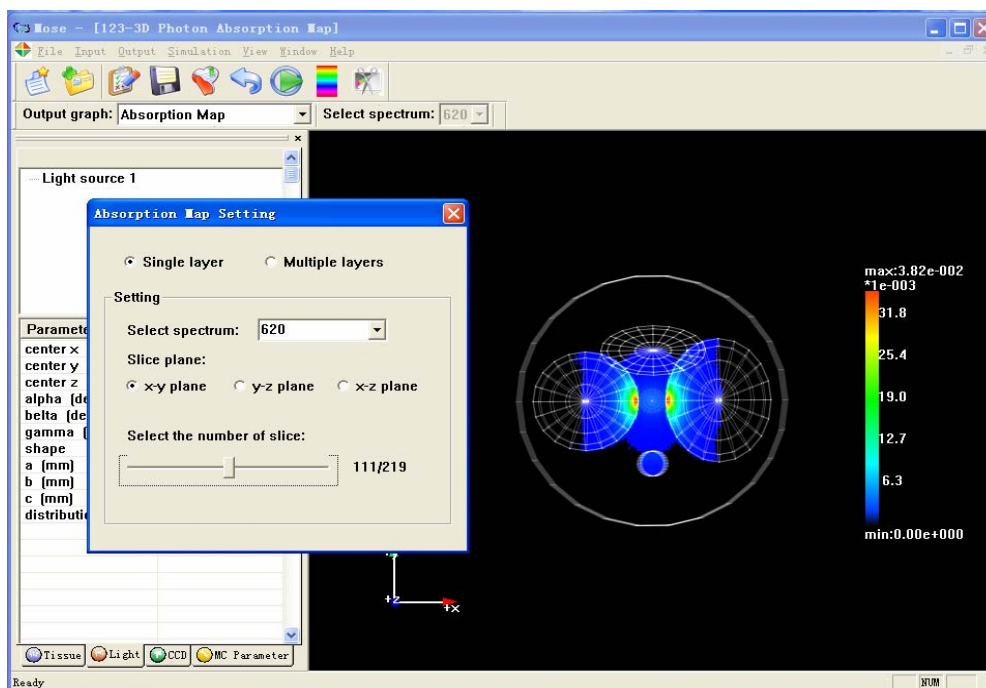 Mose - [123-3D Photon Absorption Map]
File Input Output Simulation View Window Help
Output graph: Absorption Map Select spectrum: 620
Light source 1
Absorption Map Setting
Single layer Multiple layers
Setting
Select spectrum: 620
Slice plane:
x-y plane y-z plane x-z plane
Select the number of slice:
111/219
Paramete
center x
center y
center z
alpha (de
belta (de
gamma (
shape
a (mm)
b (mm)
c (mm)
distributi
max:3.82e-002
*1e-003
31.8
25.4
19.0
12.7
6.3
min:0.00e+000
+z
+x
Tissue Light CCD MC Parameter
Ready NUM